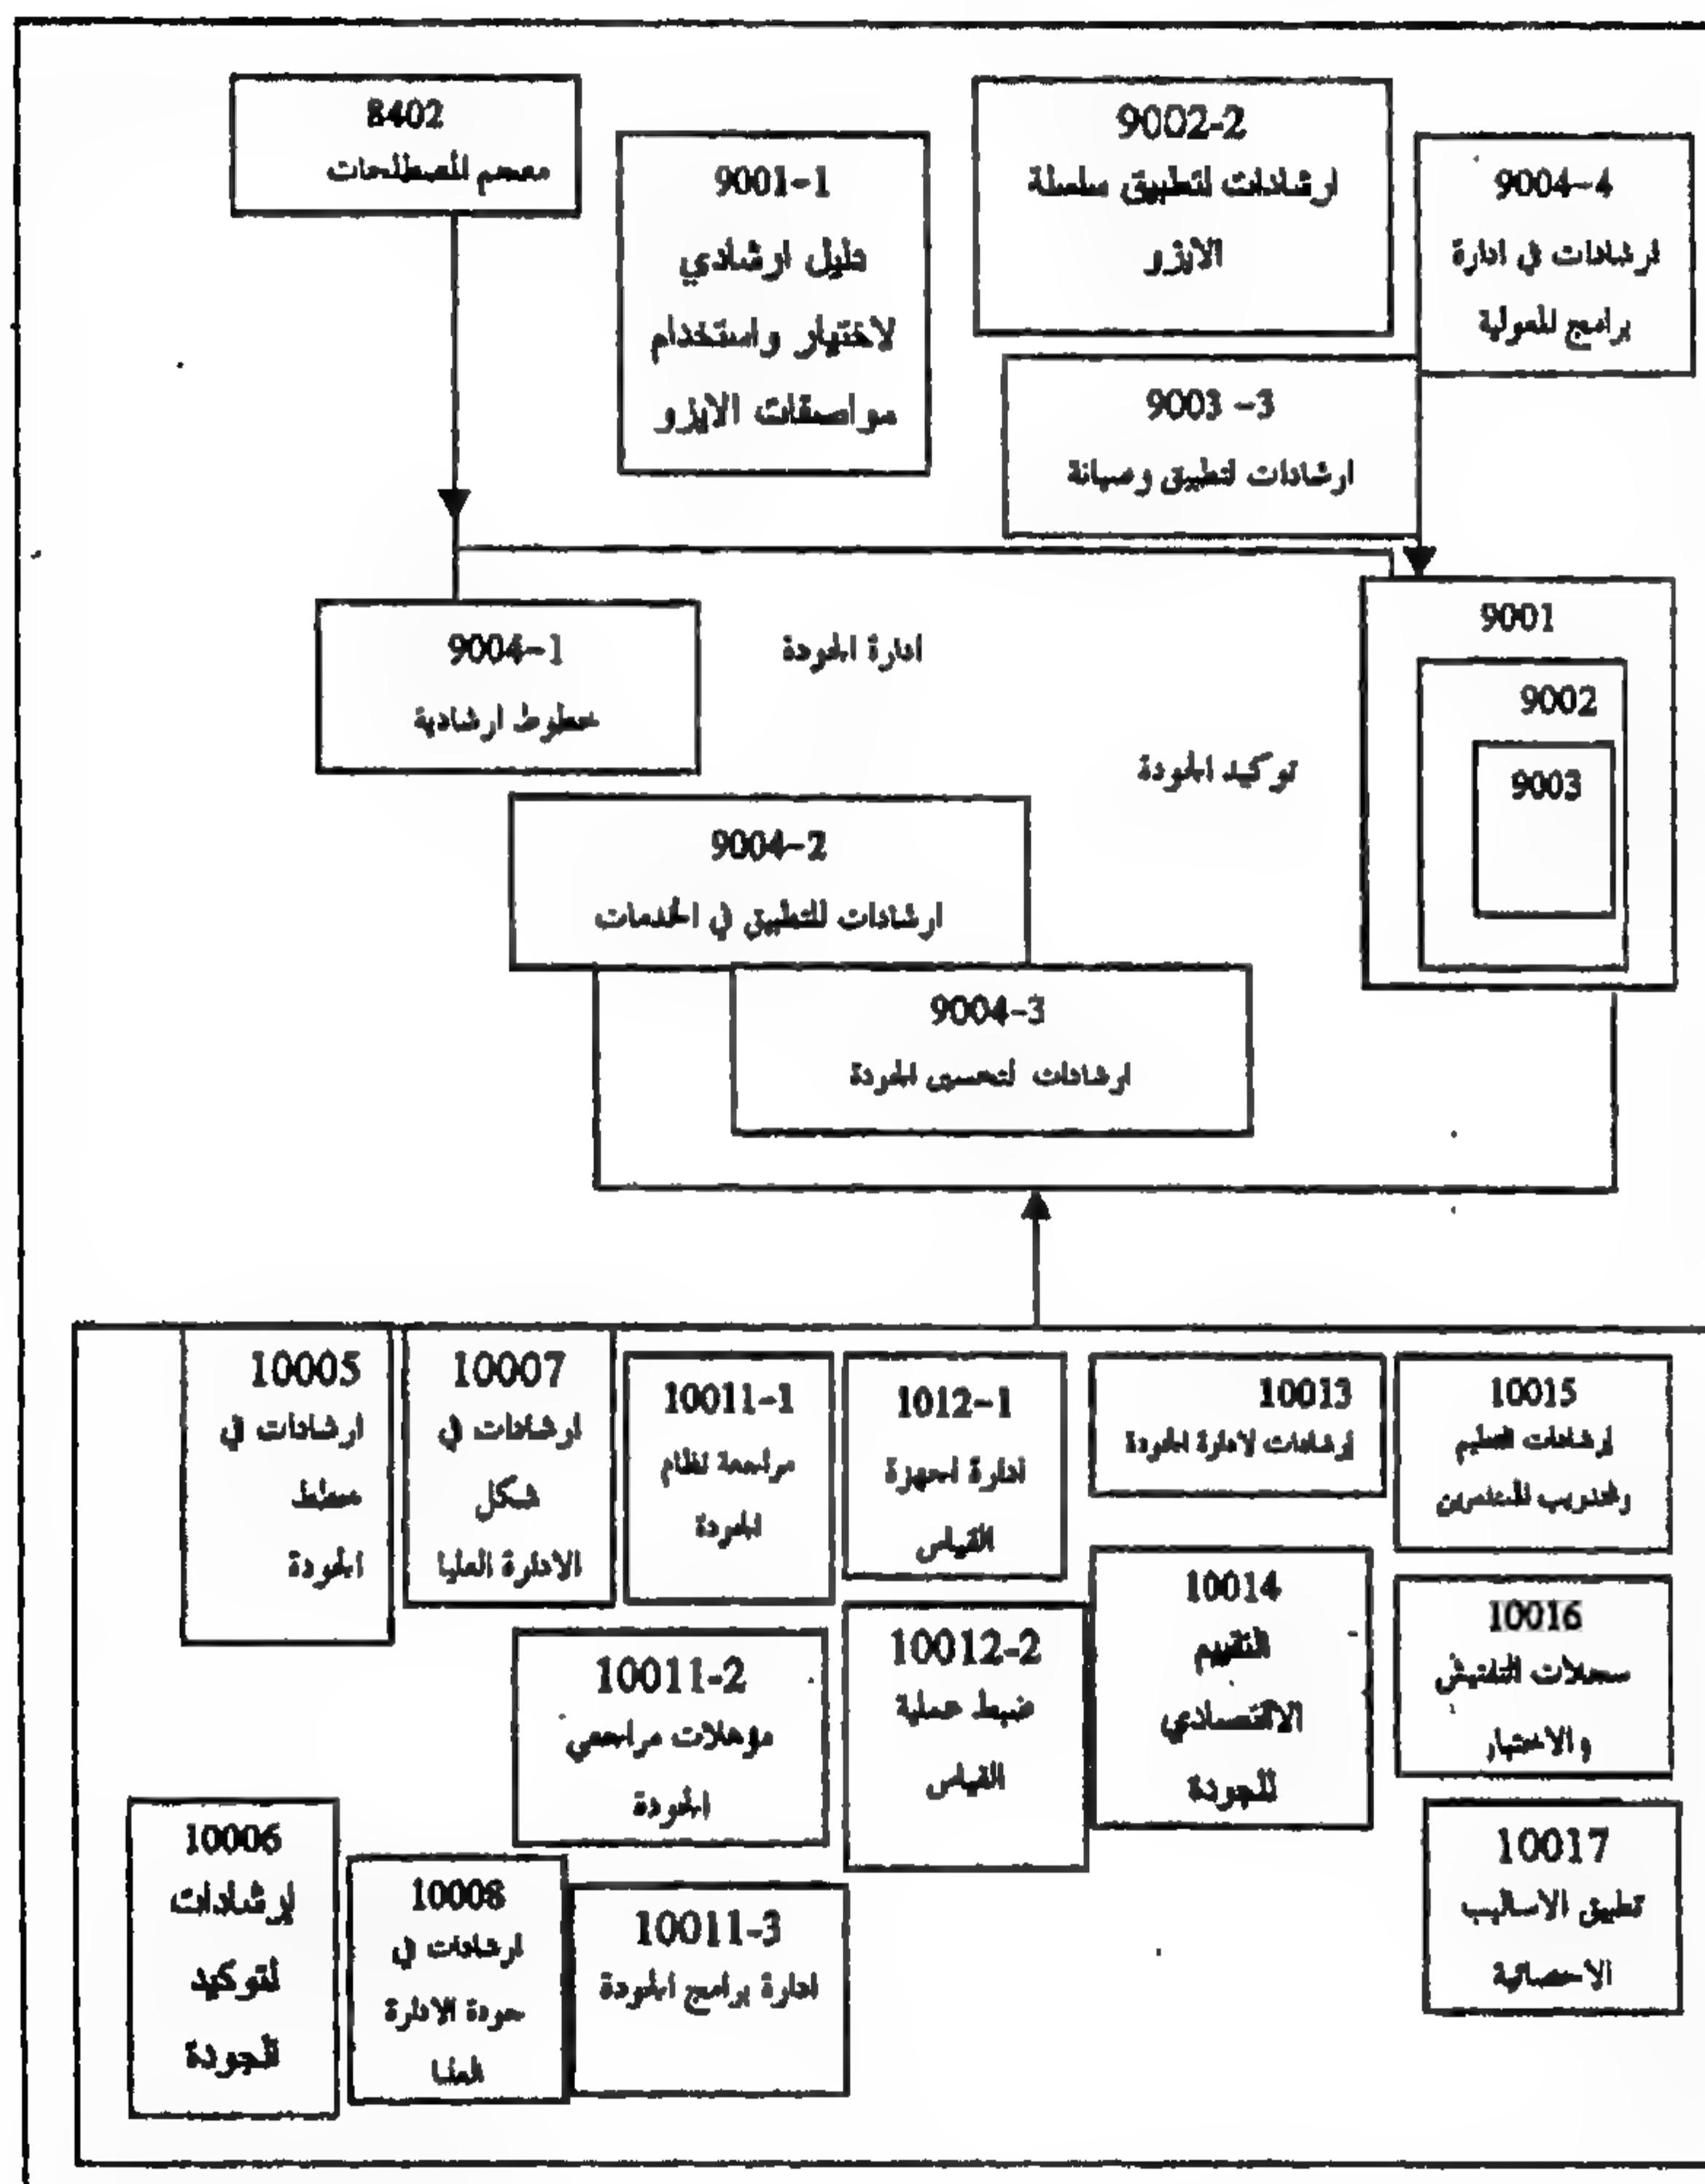 8402
معجم المصطلحات
9001-1
دليل ارشادي
لاختيار واستخدام
مواصفات الايزو
9002-2
ارشادات لتطبيق سلسلة
الايزو
9004-4
ارشادات في ادارة
برامج المعولية
9003 -3
ارشادات لتطبيق وصيانة
9004-1
خطوط ارشادية
ادارة الجودة
توكيد الجودة
9001
9002
9003
9004-2
ارشادات للتطبيق في الخدمات
9004-3
ارشادات لتحسين الجودة
10005
ارشادات في
مخطط
الجودة
10007
ارشادات في
شكل
الادارة العليا
10011-1
مراجعة نظام
الجودة
1012-1
ادارة اجهزة
القياس
10013
إرشادات لادارة الجودة
10015
إرشادات التعليم
والتدريب للمتمرين
10011-2
مؤهلات مراجعي
الجودة
10012-2
ضبط عملية
القياس
10014
التقييم
الاقتصادي
للجودة
10016
سجلات التفتيش
والاختبار
10006
إرشادات
لتوكيد
الجودة
10008
ارشادات في
جودة الادارة
العليا
10011-3
ادارة برامج الجودة
10017
تطبيق الاساليب
الاحصائية